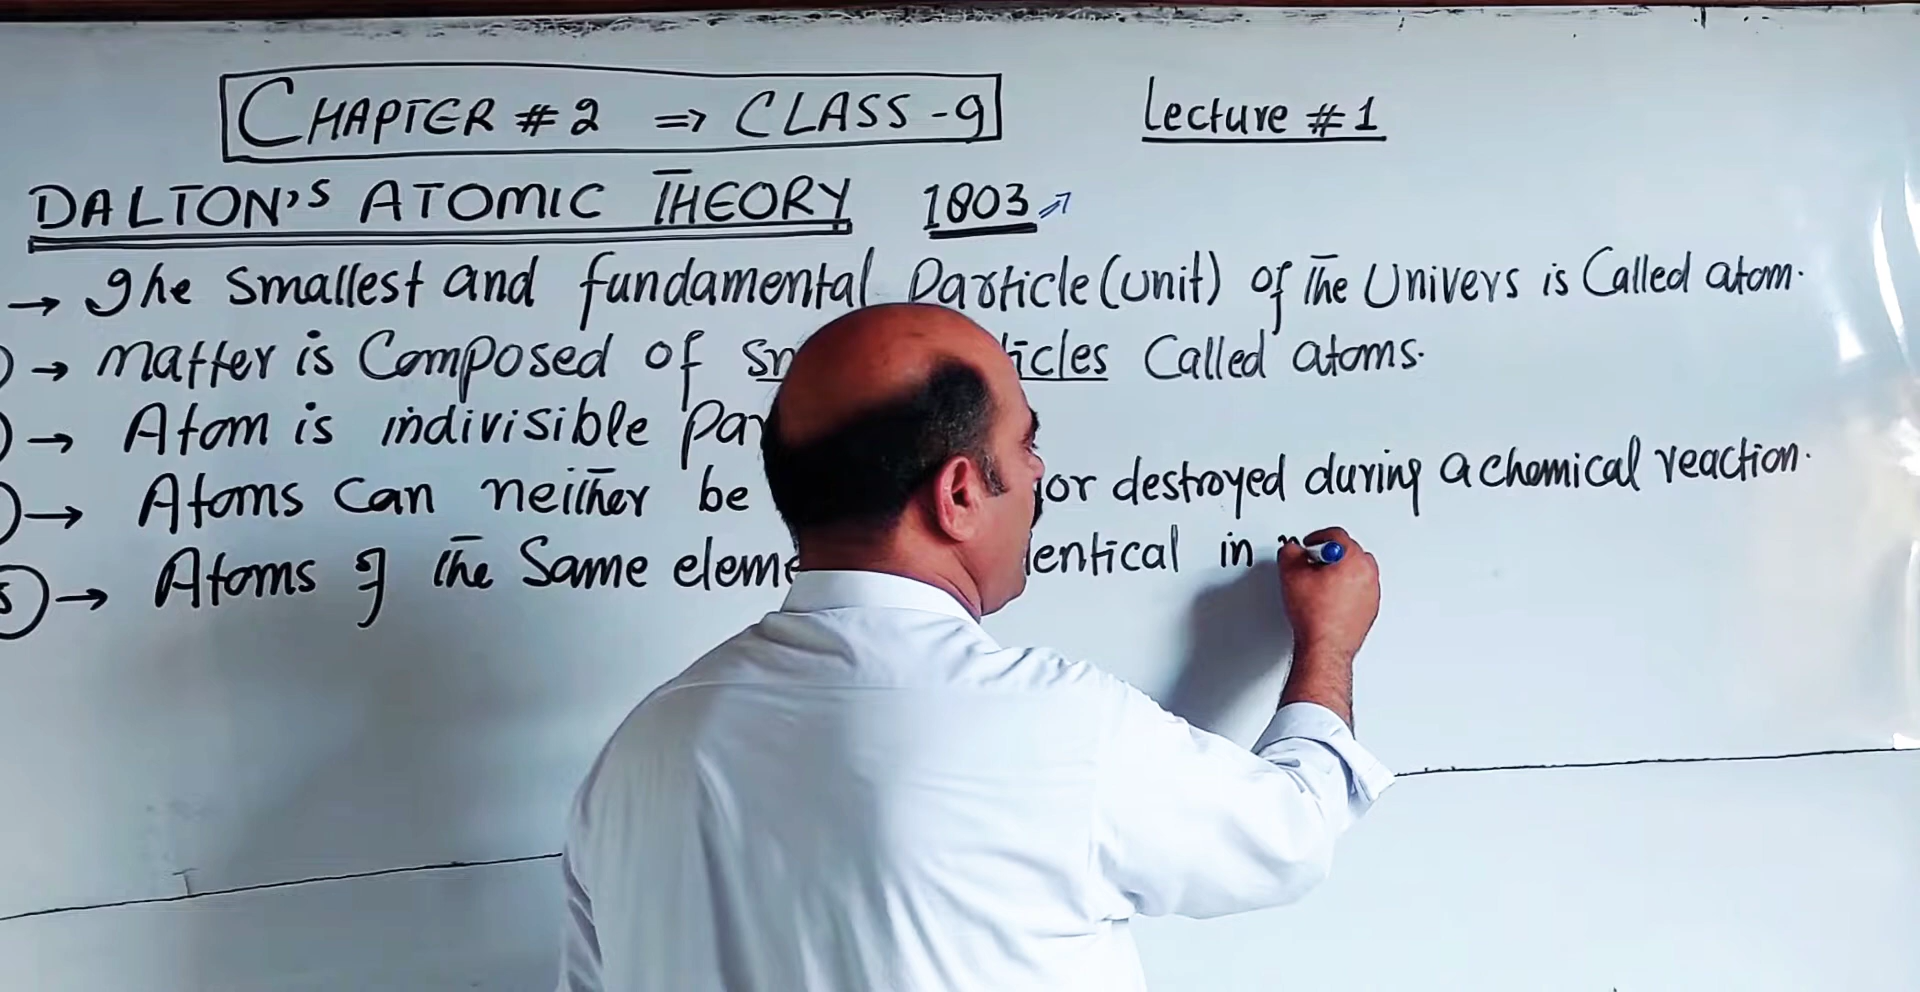 CHAPTER # 2 ⇒ CLASS - 9
Lecture # 1
DALTON'S ATOMIC THEORY 1803
→ The smallest and fundamental Particle (unit) of The Univers is Called atom.
→ matter is Composed of icles Called atoms.
→ Atom is indivisible Par
→ Atoms can neither be or destroyed during a chemical reaction.
5 → Atoms of the Same eleme entical in